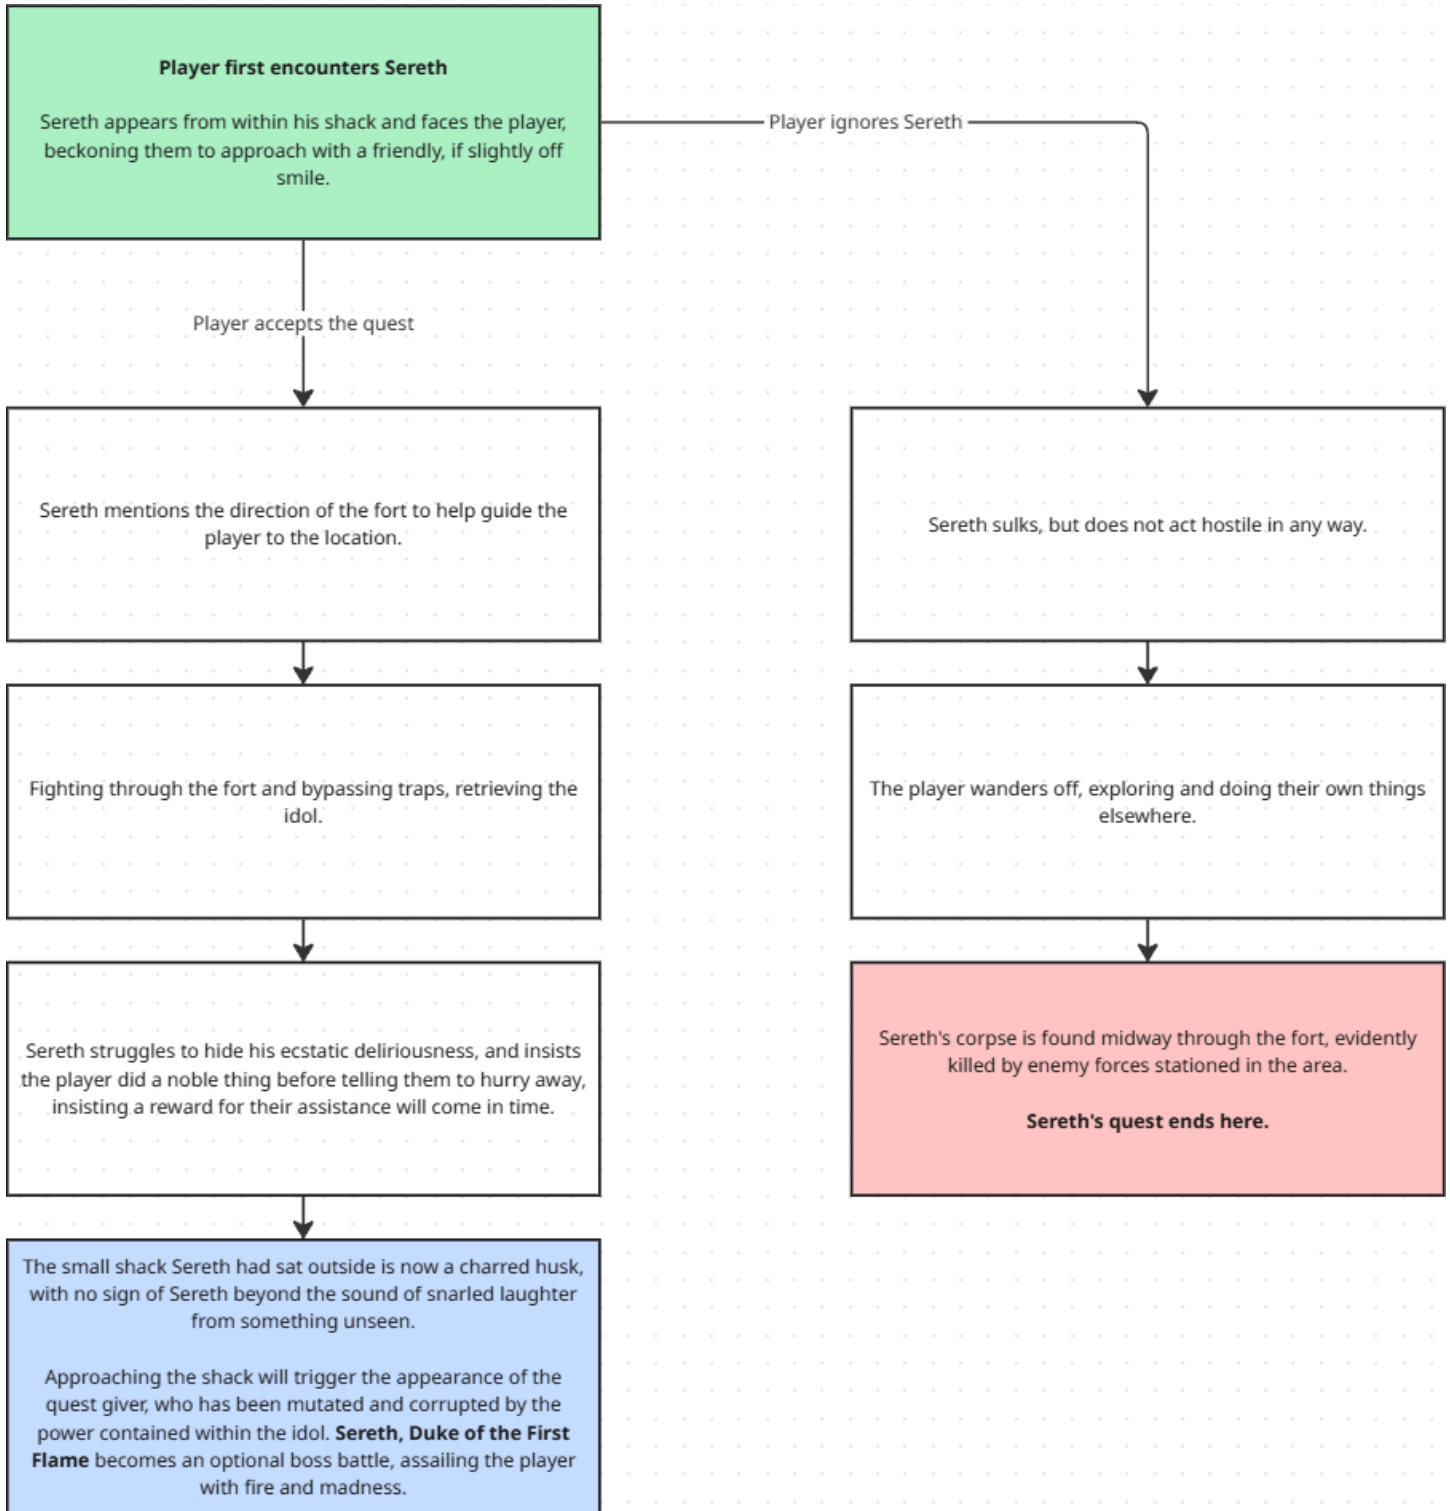 Player first encounters Sereth
Sereth appears from within his shack and faces the player,
beckoning them to approach with a friendly, if slightly off
smile.
Player ignores Sereth
Player accepts the quest
Sereth mentions the direction of the fort to help guide the
player to the location.
Sereth sulks, but does not act hostile in any way.
Fighting through the fort and bypassing traps, retrieving the
idol.
The player wanders off, exploring and doing their own things
elsewhere.
Sereth struggles to hide his ecstatic deliriousness, and insists
the player did a noble thing before telling them to hurry away,
insisting a reward for their assistance will come in time.
Sereth's corpse is found midway through the fort, evidently
killed by enemy forces stationed in the area.
Sereth's quest ends here.
The small shack Sereth had sat outside is now a charred husk,
with no sign of Sereth beyond the sound of snarled laughter
from something unseen.
Approaching the shack will trigger the appearance of the
quest giver, who has been mutated and corrupted by the
power contained within the idol. Sereth, Duke of the First
Flame becomes an optional boss battle, assailing the player
with fire and madness.